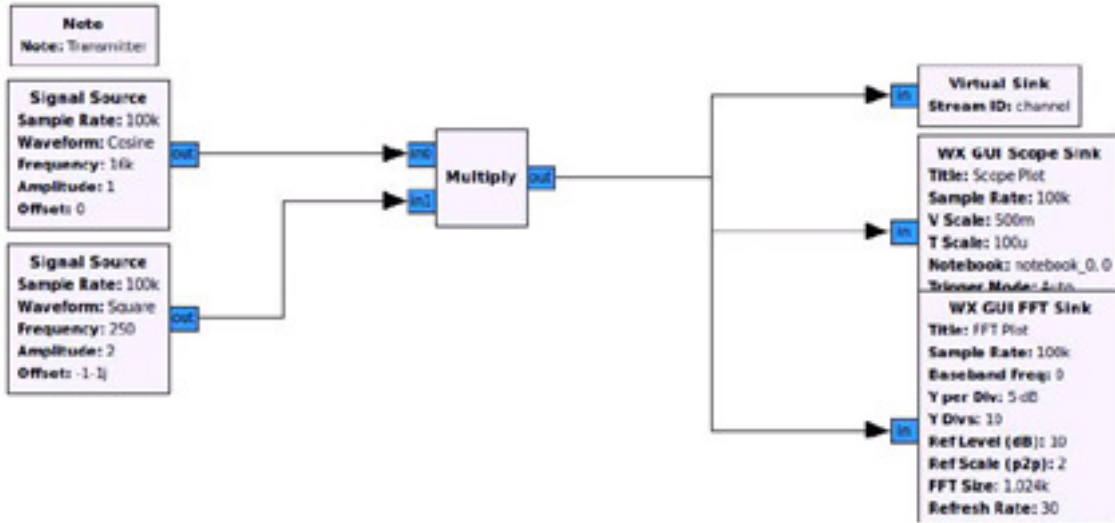 Note
Note: Transmitter
Signal Source
Sample Rate: 100k
Waveform: Cosine
Frequency: 16k
Amplitude: 1
Offset: 0
out
Signal Source
Sample Rate: 100k
Waveform: Square
Frequency: 250
Amplitude: 2
Offset: -1-1j
out
in0
in1
Multiply
out
in
Virtual Sink
Stream ID: channel
in
WX GUI Scope Sink
Title: Scope Plot
Sample Rate: 100k
V Scale: 500m
T Scale: 100u
Notebook: notebook_0, 0
Trigger Mode: Auto
in
WX GUI FFT Sink
Title: FFT Plot
Sample Rate: 100k
Baseband Freq: 0
Y per Div: 5 dB
Y Divs: 10
Ref Level (dB): 10
Ref Scale (p2p): 2
FFT Size: 1.024k
Refresh Rate: 30